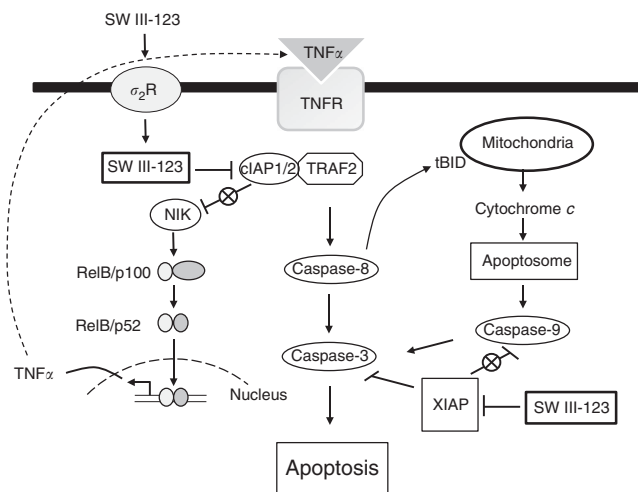 SW III-123
TNFα
σ₂R
TNFR
SW III-123
cIAP1/2
TRAF2
Mitochondria
tBID
NIK
Cytochrome c
RelB/p100
Caspase-8
Apoptosome
RelB/p52
Caspase-9
Caspase-3
TNFα
Nucleus
XIAP
SW III-123
Apoptosis